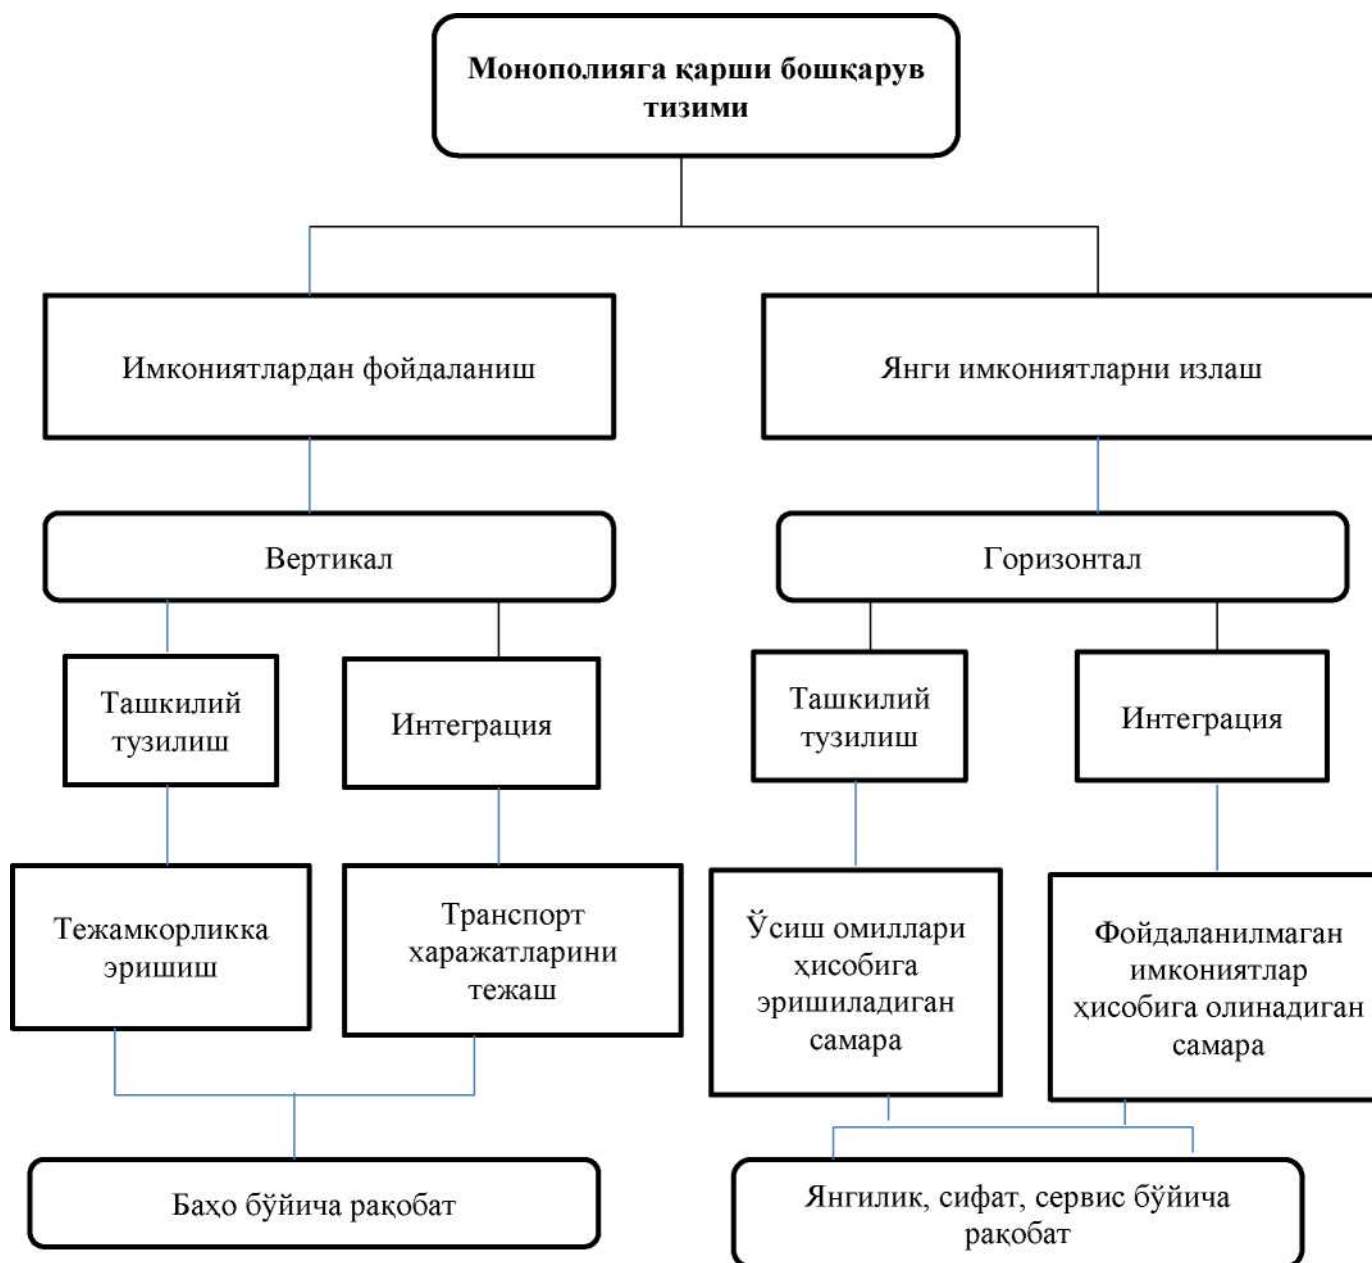 Монополияга қарши бошқарув
тизими
Имкониятлардан фойдаланиш
Янги имкониятларни излаш
Вертикал
Горизонтал
Ташкилий
тузилиш
Интеграция
Ташкилий
тузилиш
Интеграция
Тежамкорликка
эришиш
Транспорт
харажатларини
тежаш
Ўсиш омиллари
ҳисобига
эришиладиган
самара
Фойдаланилмаган
имкониятлар
ҳисобига олинадиган
самара
Баҳо бўйича рақобат
Янгилик, сифат, сервис бўйича
рақобат